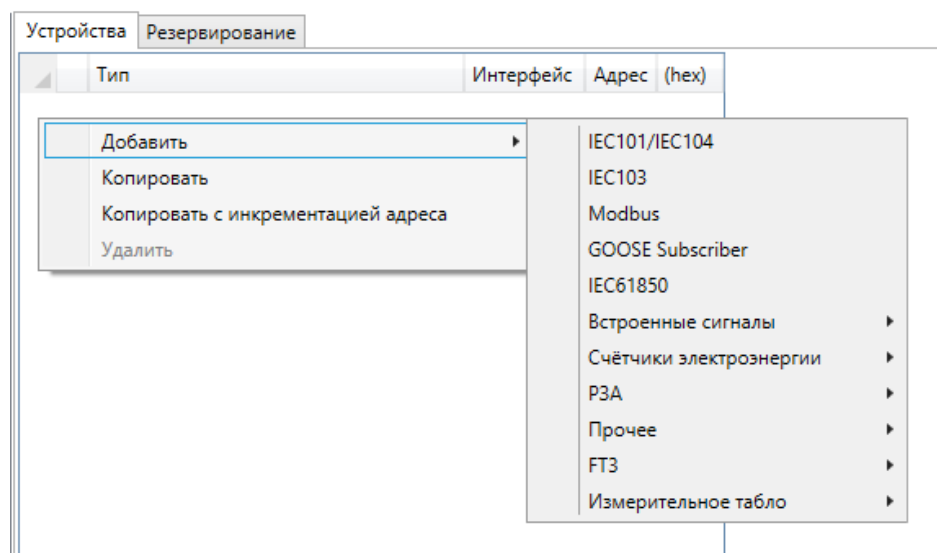 Устройства Резервирование
Тип Интерфейс Адрес (hex)
Добавить
Копировать
Копировать с инкрементацией адреса
Удалить
IEC101/IEC104
IEC103
Modbus
GOOSE Subscriber
IEC61850
Встроенные сигналы
Счётчики электроэнергии
РЗА
Прочее
FT3
Измерительное табло